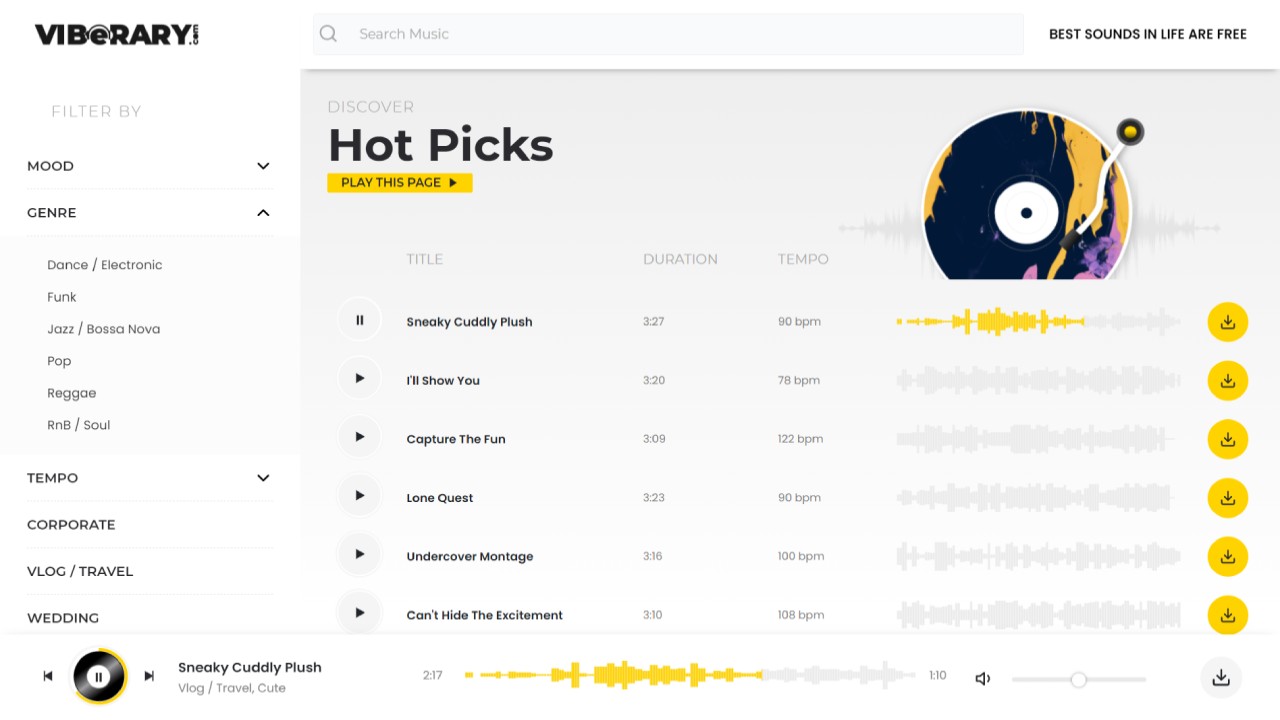 VIBeRARY.com
Search Music
BEST SOUNDS IN LIFE ARE FREE
FILTER BY
MOOD
GENRE
Dance / Electronic
Funk
Jazz / Bossa Nova
Pop
Reggae
RnB / Soul
TEMPO
CORPORATE
VLOG / TRAVEL
WEDDING
DISCOVER
Hot Picks
PLAY THIS PAGE
TITLE DURATION TEMPO
Sneaky Cuddly Plush 3:27 90 bpm
I'll Show You 3:20 78 bpm
Capture The Fun 3:09 122 bpm
Lone Quest 3:23 90 bpm
Undercover Montage 3:16 100 bpm
Can't Hide The Excitement 3:10 108 bpm
Sneaky Cuddly Plush
Vlog / Travel, Cute
2:17 1:10